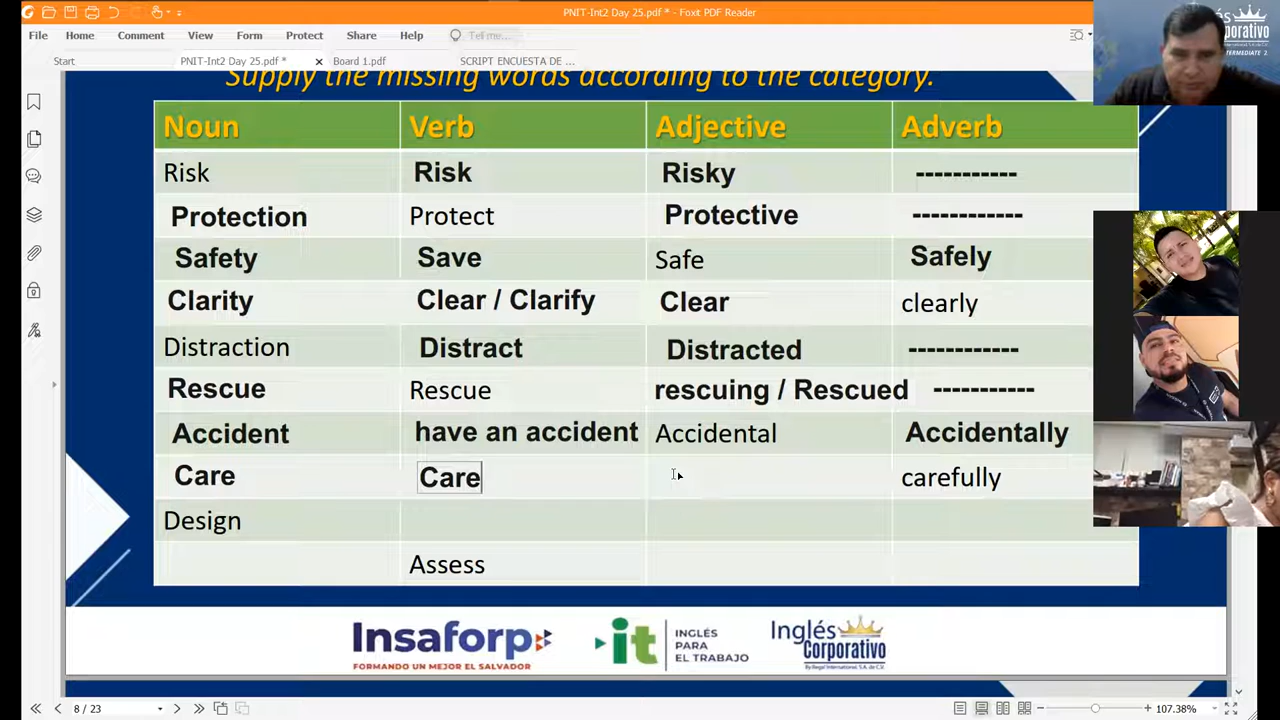 PNIT-Int2 Day 25.pdf * - Foxit PDF Reader
File Home Comment View Form Protect Share Help Tell me...
Start PNIT-Int2 Day 25.pdf * Board 1.pdf SCRIPT ENCUESTA DE ...
Supply the missing words according to the category.
Noun Verb Adjective Adverb
Risk Risk Risky -----------
Protection Protect Protective ------------
Safety Save Safe Safely
Clarity Clear / Clarify Clear clearly
Distraction Distract Distracted ------------
Rescue Rescue rescuing / Rescued -----------
Accident have an accident Accidental Accidentally
Care Care carefully
Design
Assess
Insaforp
FORMANDO UN MEJOR EL SALVADOR
it INGLÉS PARA EL TRABAJO
Inglés Corporativo
8 / 23
107.38%